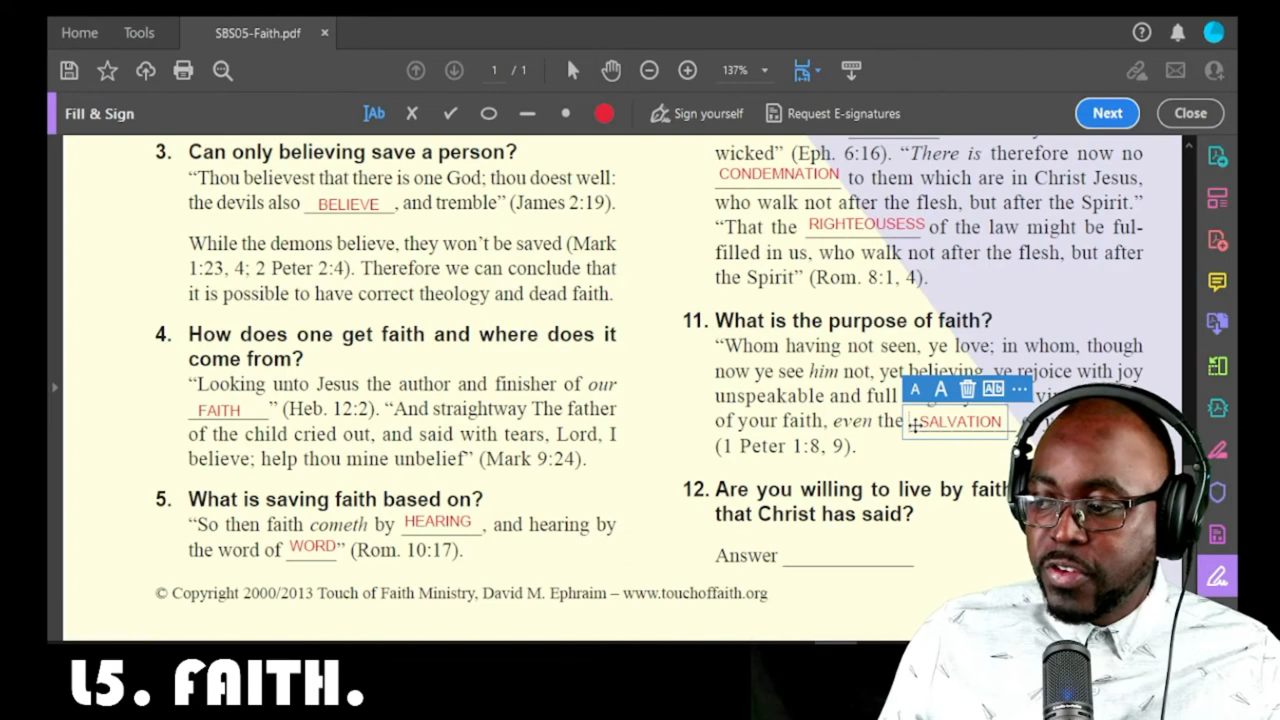 Home Tools SBS05-Faith.pdf ×
1 / 1 137%
Fill & Sign Ab Sign yourself Request E-signatures Next Close
3. Can only believing save a person?
“Thou believest that there is one God; thou doest well:
the devils also BELIEVE, and tremble” (James 2:19).
While the demons believe, they won’t be saved (Mark
1:23, 4; 2 Peter 2:4). Therefore we can conclude that
it is possible to have correct theology and dead faith.
4. How does one get faith and where does it
come from?
“Looking unto Jesus the author and finisher of our
FAITH” (Heb. 12:2). “And straightway The father
of the child cried out, and said with tears, Lord, I
believe; help thou mine unbelief” (Mark 9:24).
5. What is saving faith based on?
“So then faith cometh by HEARING, and hearing by
the word of WORD” (Rom. 10:17).
wicked” (Eph. 6:16). “There is therefore now no
CONDEMNATION to them which are in Christ Jesus,
who walk not after the flesh, but after the Spirit.”
“That the RIGHTEOUSESS of the law might be ful-
filled in us, who walk not after the flesh, but after
the Spirit” (Rom. 8:1, 4).
11. What is the purpose of faith?
“Whom having not seen, ye love; in whom, though
now ye see him not, yet believing, ye rejoice with joy
unspeakable and full
A A Ab
of your faith, even the SALVATION
(1 Peter 1:8, 9).
12. Are you willing to live by faith
that Christ has said?
Answer
© Copyright 2000/2013 Touch of Faith Ministry, David M. Ephraim – www.touchoffaith.org
L5. FAITH.